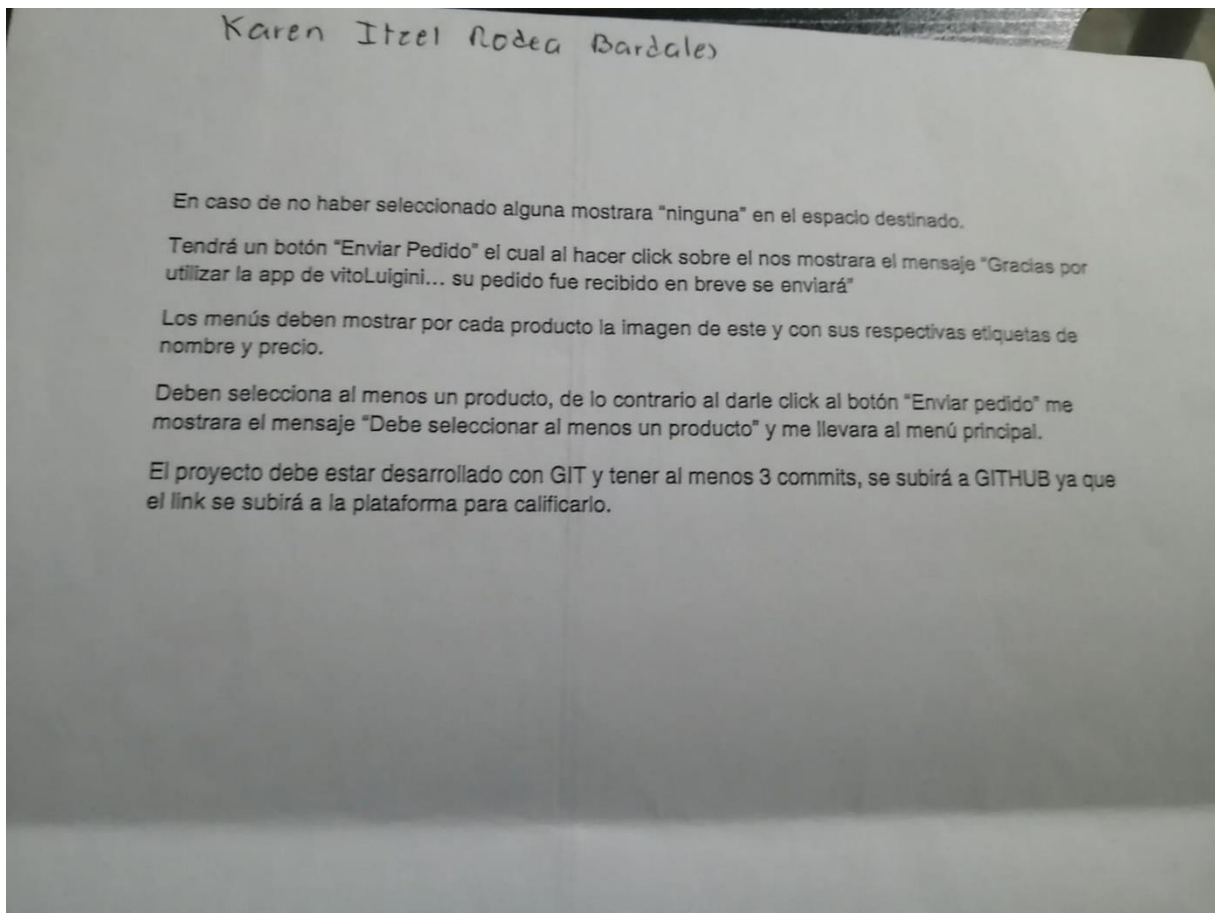 Karen Itzel Rodea Bardales
En caso de no haber seleccionado alguna mostrara “ninguna” en el espacio destinado.
Tendrá un botón “Enviar Pedido” el cual al hacer click sobre el nos mostrara el mensaje “Gracias por
utilizar la app de vitoLuigini... su pedido fue recibido en breve se enviará”
Los menús deben mostrar por cada producto la imagen de este y con sus respectivas etiquetas de
nombre y precio.
Deben selecciona al menos un producto, de lo contrario al darle click al botón “Enviar pedido” me
mostrara el mensaje “Debe seleccionar al menos un producto” y me llevara al menú principal.
El proyecto debe estar desarrollado con GIT y tener al menos 3 commits, se subirá a GITHUB ya que
el link se subirá a la plataforma para calificarlo.